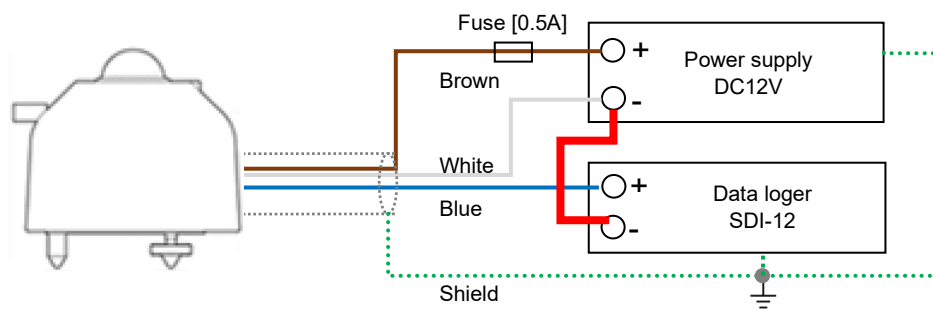 Fuse [0.5A]
+
Power supply
DC12V
Brown
-
White
+
Data loger
SDI-12
Blue
-
Shield